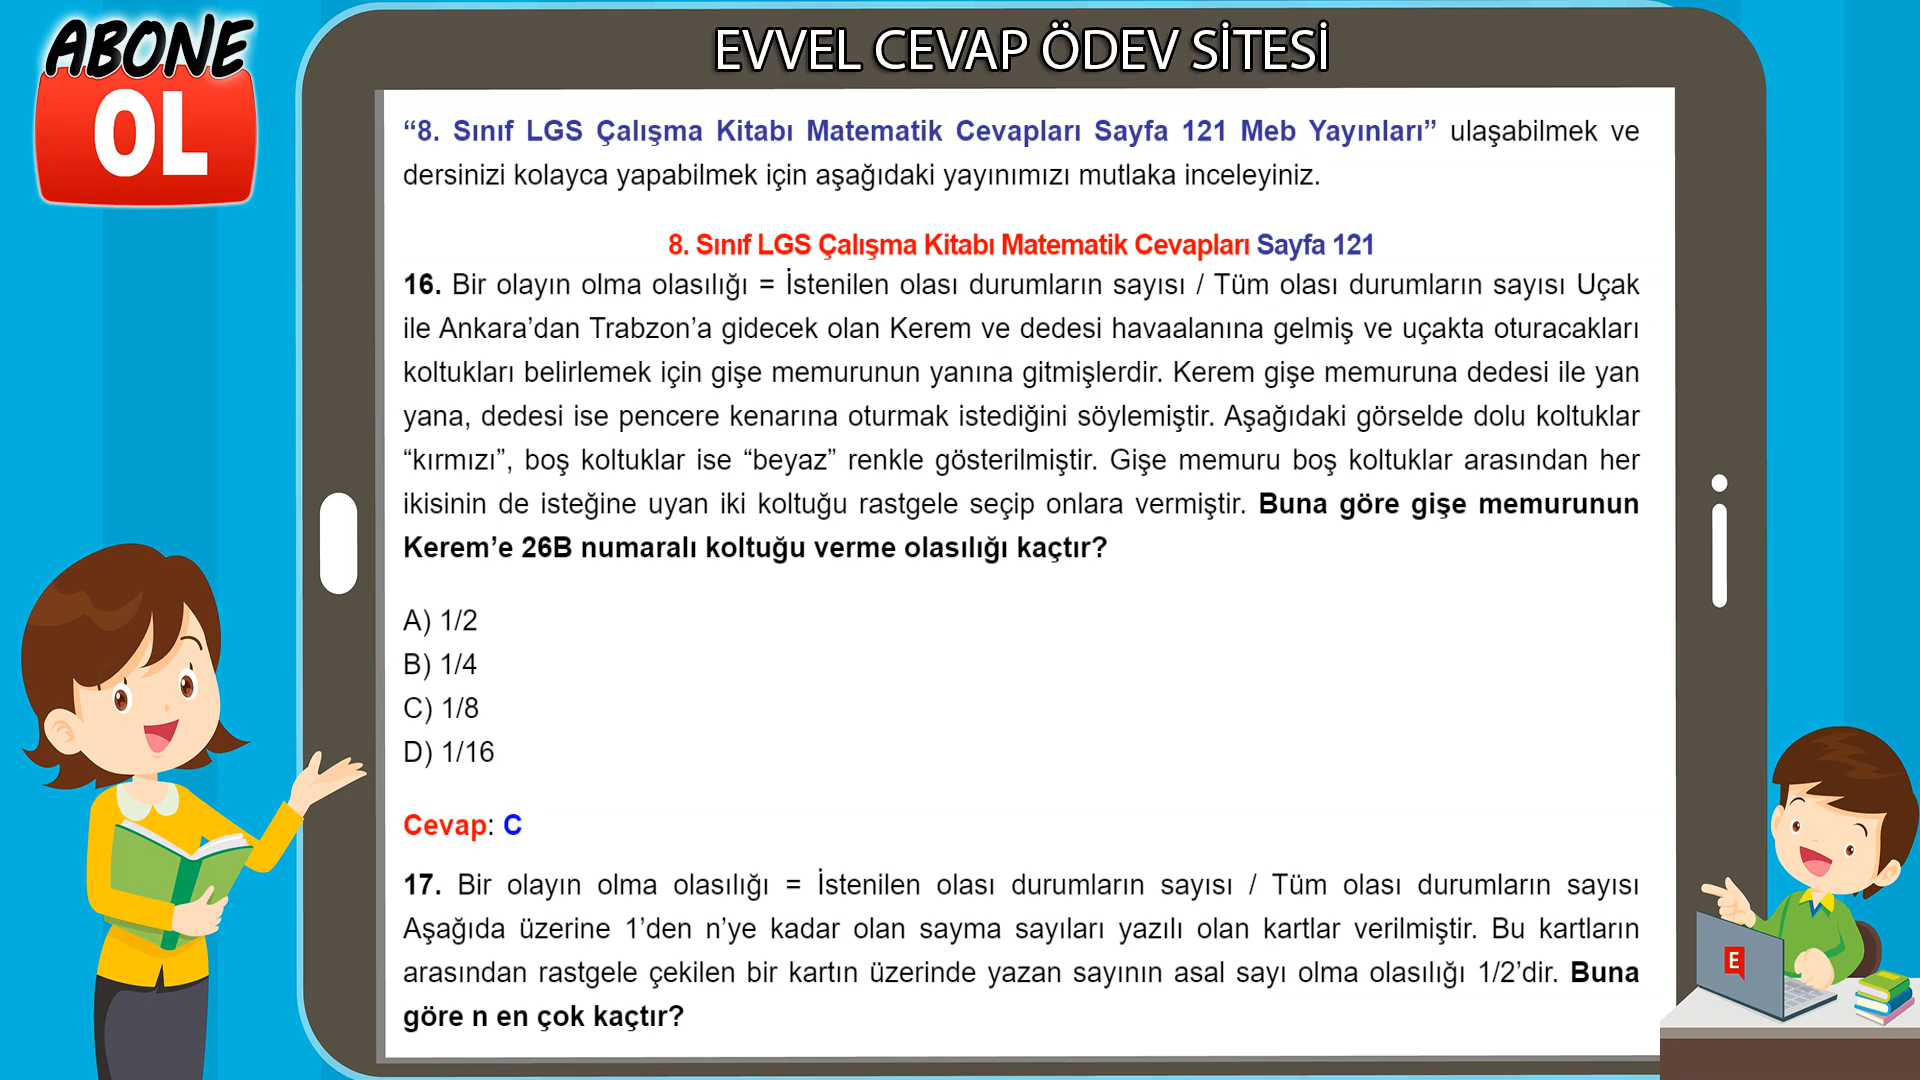 ABONE
OL
EVVEL CEVAP ÖDEV SİTESİ
“8. Sınıf LGS Çalışma Kitabı Matematik Cevapları Sayfa 121 Meb Yayınları” ulaşabilmek ve
dersinizi kolayca yapabilmek için aşağıdaki yayınımızı mutlaka inceleyiniz.
8. Sınıf LGS Çalışma Kitabı Matematik Cevapları Sayfa 121
16. Bir olayın olma olasılığı = İstenilen olası durumların sayısı / Tüm olası durumların sayısı Uçak
ile Ankara’dan Trabzon’a gidecek olan Kerem ve dedesi havaalanına gelmiş ve uçakta oturacakları
koltukları belirlemek için gişe memurunun yanına gitmişlerdir. Kerem gişe memuruna dedesi ile yan
yana, dedesi ise pencere kenarına oturmak istediğini söylemiştir. Aşağıdaki görselde dolu koltuklar
“kırmızı”, boş koltuklar ise “beyaz” renkle gösterilmiştir. Gişe memuru boş koltuklar arasından her
ikisinin de isteğine uyan iki koltuğu rastgele seçip onlara vermiştir. Buna göre gişe memurunun
Kerem’e 26B numaralı koltuğu verme olasılığı kaçtır?
A) 1/2
B) 1/4
C) 1/8
D) 1/16
Cevap: C
17. Bir olayın olma olasılığı = İstenilen olası durumların sayısı / Tüm olası durumların sayısı
Aşağıda üzerine 1’den n’ye kadar olan sayma sayıları yazılı olan kartlar verilmiştir. Bu kartların
arasından rastgele çekilen bir kartın üzerinde yazan sayının asal sayı olma olasılığı 1/2’dir. Buna
göre n en çok kaçtır?
E